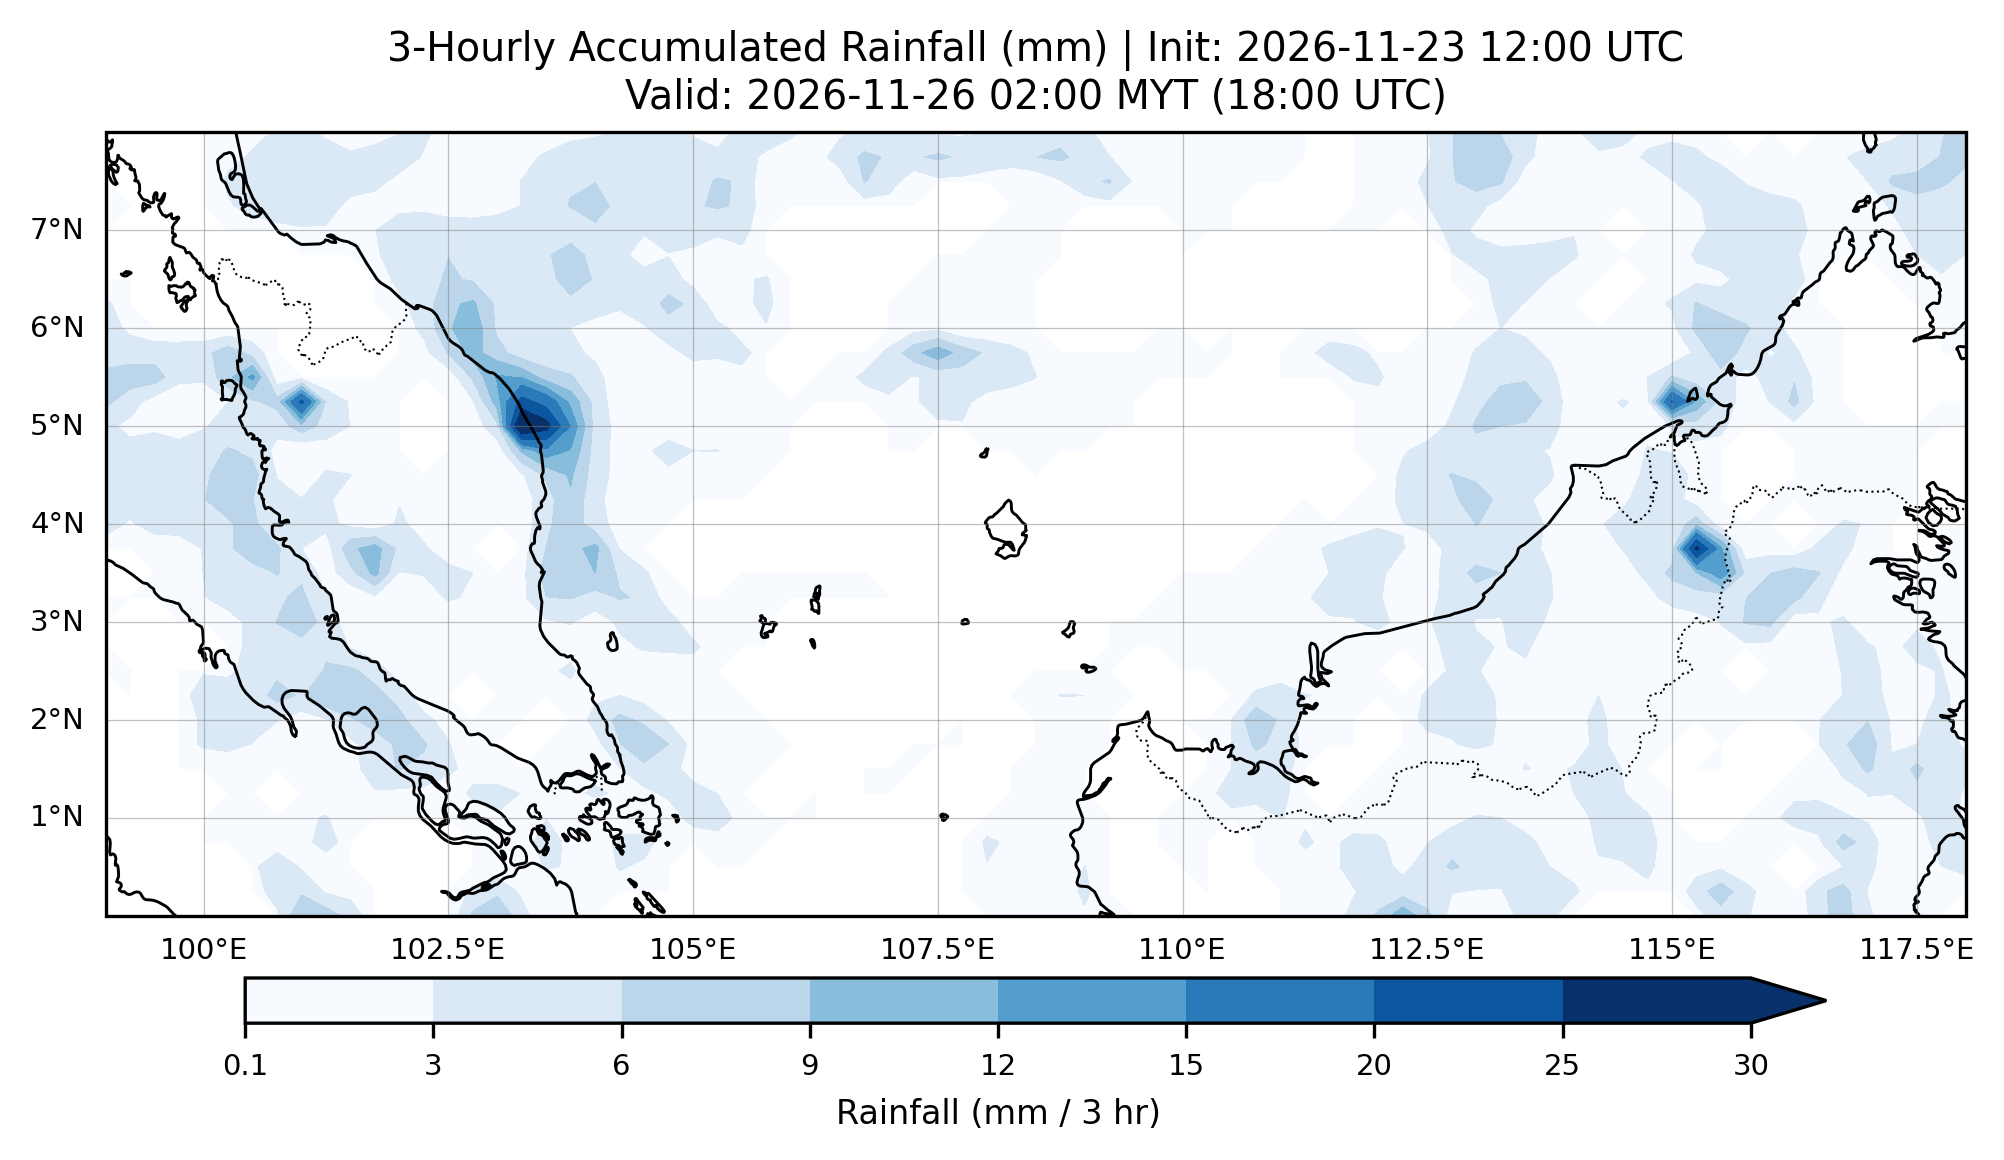 3-Hourly Accumulated Rainfall (mm) | Init: 2026-11-23 12:00 UTC
Valid: 2026-11-26 02:00 MYT (18:00 UTC)
7°N
6°N
5°N
4°N
3°N
2°N
1°N
100°E 102.5°E 105°E 107.5°E 110°E 112.5°E 115°E 117.5°E
0.1 3 6 9 12 15 20 25 30
Rainfall (mm / 3 hr)